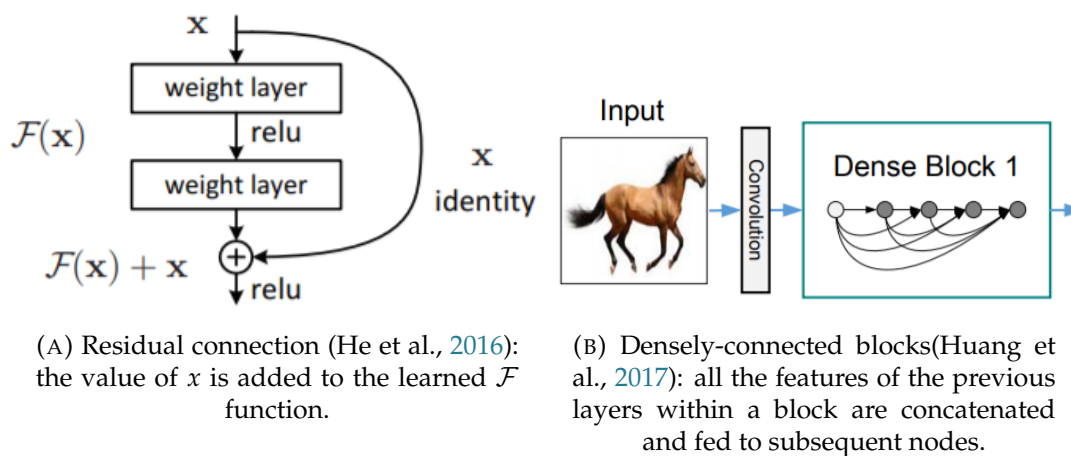 x
weight layer
F(x)
relu
weight layer
x
identity
F(x) + x
relu
Input
Convolution
Dense Block 1
(A) Residual connection (He et al., 2016):
the value of x is added to the learned F
function.
(B) Densely-connected blocks(Huang et
al., 2017): all the features of the previous
layers within a block are concatenated
and fed to subsequent nodes.